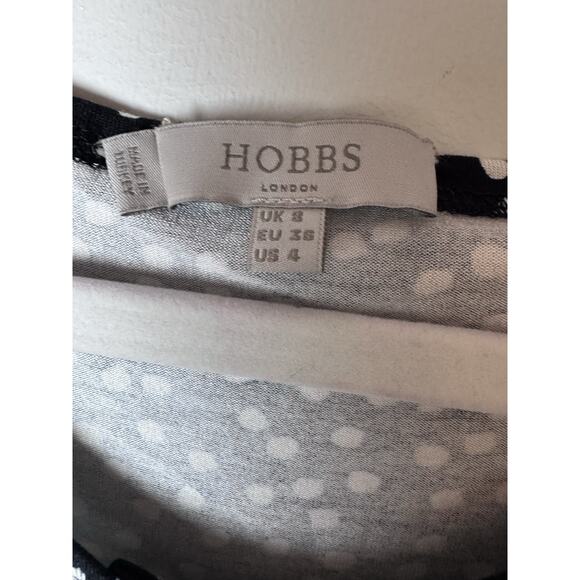 HOBBS
LONDON
MADE IN
TURKEY
UK 8
EU 36
US 4